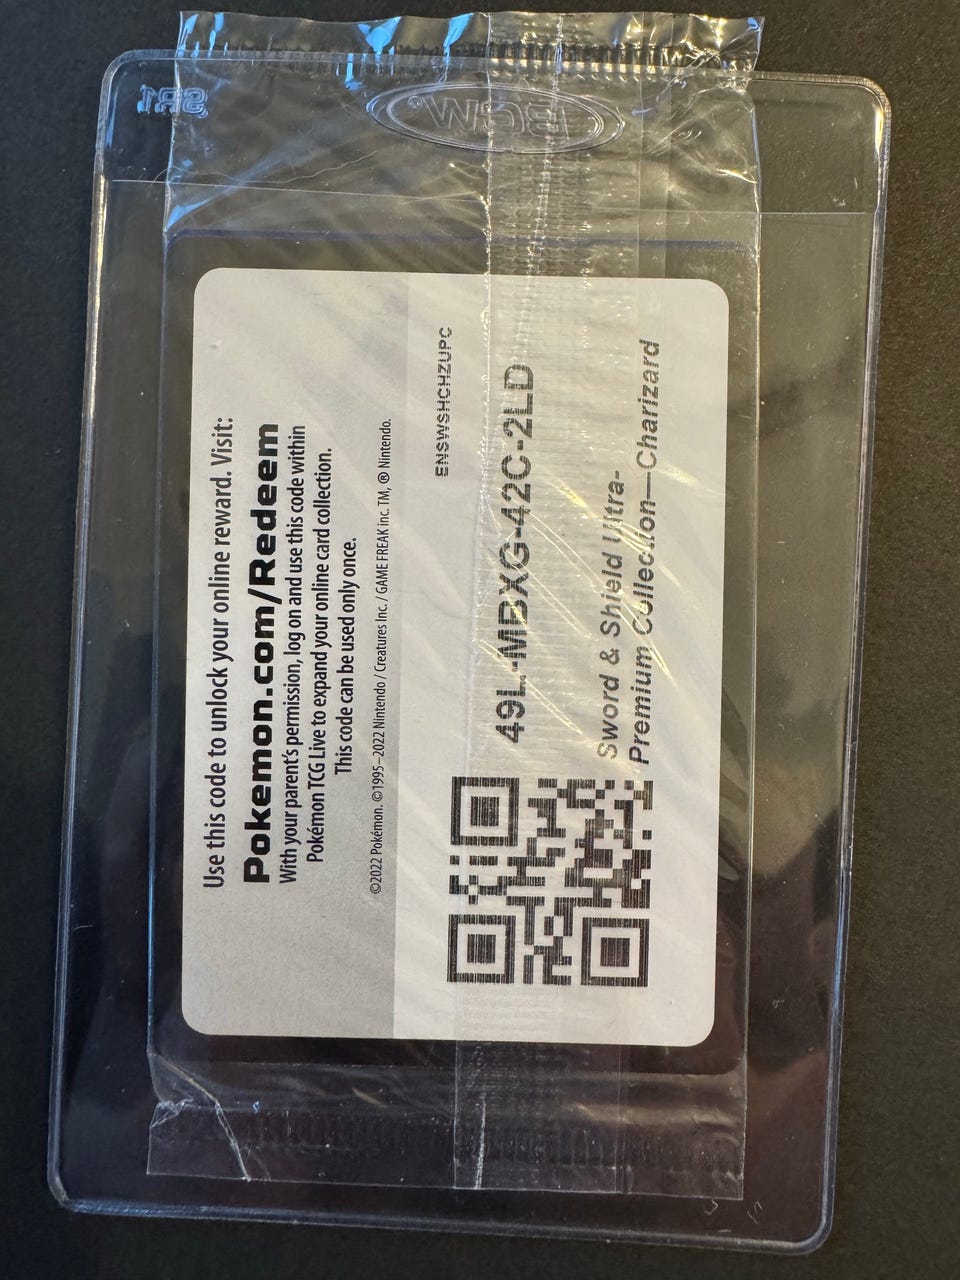 Use this code to unlock your online reward. Visit:
Pokemon.com/Redeem
With your parent's permission, log on and use this code within
Pokémon TCG Live to expand your online card collection.
This code can be used only once.
©2022 Pokémon. ©1995–2022 Nintendo / Creatures Inc. / GAME FREAK inc. TM, ® Nintendo.
ENSWSHCHZUPC
49L-MBXG-42C-2LD
Sword & Shield Ultra-
Premium Collection—Charizard
BCW®
SRT